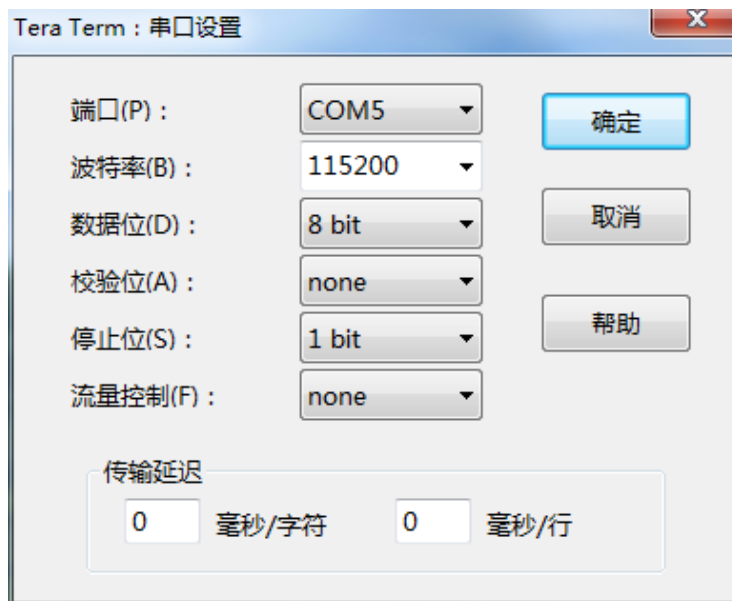 Tera Term：串口设置
端口(P)： COM5 确定
波特率(B)： 115200
数据位(D)： 8 bit 取消
校验位(A)： none
停止位(S)： 1 bit 帮助
流量控制(F)： none
传输延迟
0 毫秒/字符 0 毫秒/行